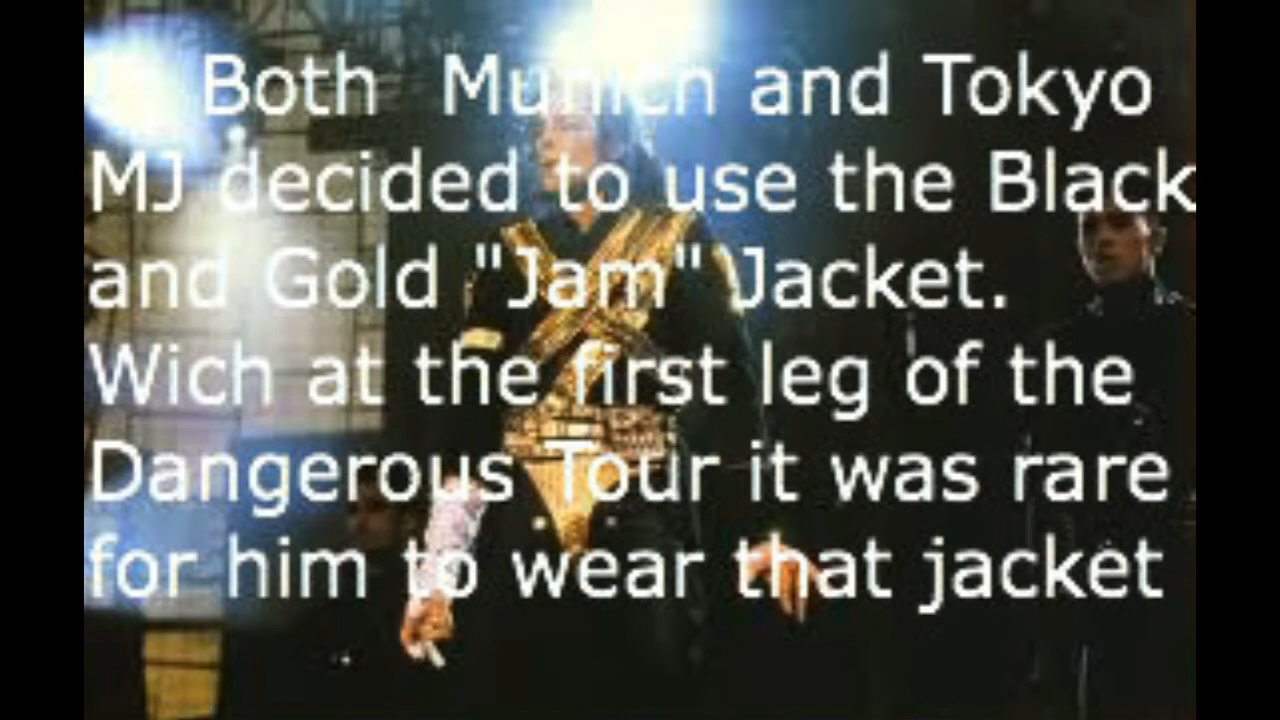 Both Munich and Tokyo
MJ decided to use the Black
and Gold "Jam" Jacket.
Wich at the first leg of the
Dangerous Tour it was rare
for him to wear that jacket